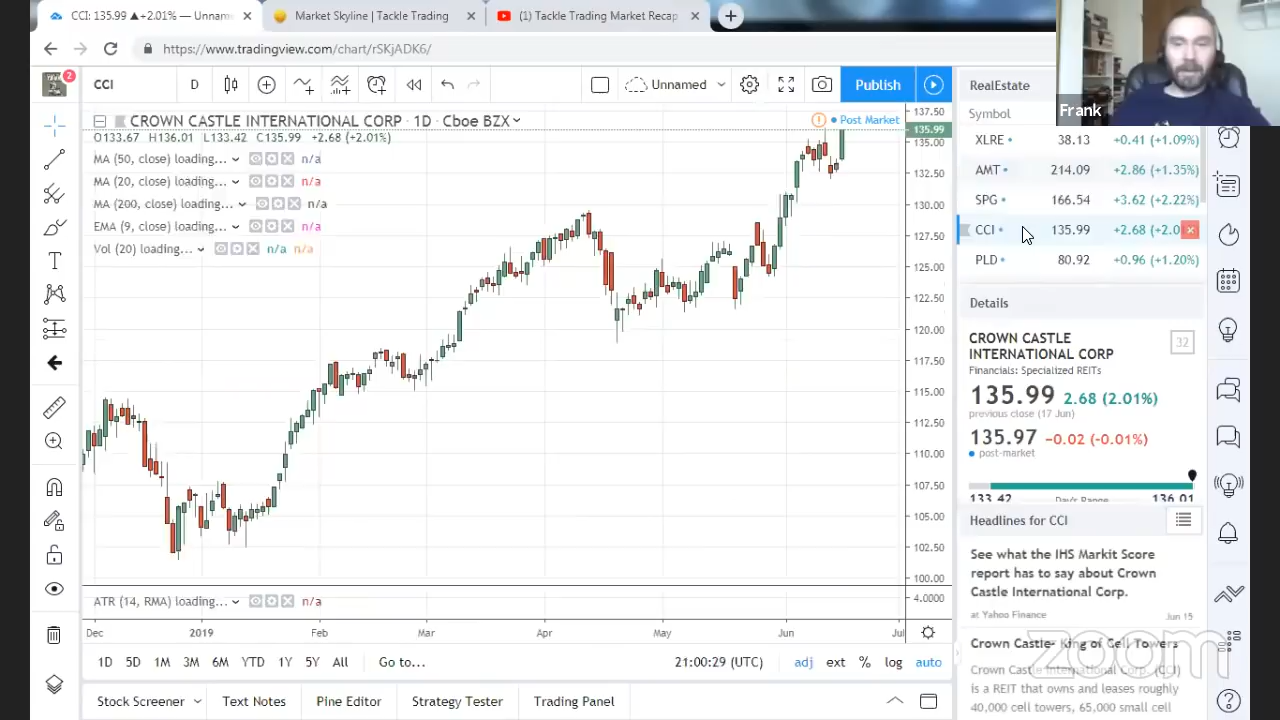 CCI: 135.99 ▲+2.01% — Unnam
Market Skyline | Tackle Trading
(1) Tackle Trading Market Recap
https://www.tradingview.com/chart/rSKjADK6/
Frank
2
CCI
D
Unnamed
Publish
CROWN CASTLE INTERNATIONAL CORP · 1D · Cboe BZX
O133.67 H136.01 L133.42 C135.99 +2.68 (+2.01%)
MA (50, close) loading... n/a
MA (20, close) loading... n/a
MA (200, close) loading... n/a
EMA (9, close) loading... n/a
Vol (20) loading... n/a n/a
Post Market
137.50
135.99
135.00
132.50
130.00
127.50
125.00
122.50
120.00
117.50
115.00
112.50
110.00
107.50
105.00
102.50
100.00
4.0000
ATR (14, RMA) loading... n/a
Dec 2019 Feb Mar Apr May Jun Jul
1D 5D 1M 3M 6M YTD 1Y 5Y All Go to...
21:00:29 (UTC) adj ext % log auto
Stock Screener Text Notes Pine Editor Strategy Tester Trading Panel
RealEstate
Symbol
XLRE 38.13 +0.41 (+1.09%)
AMT 214.09 +2.86 (+1.35%)
SPG 166.54 +3.62 (+2.22%)
CCI 135.99 +2.68 (+2.0
PLD 80.92 +0.96 (+1.20%)
Details
CROWN CASTLE
INTERNATIONAL CORP
32
Financials: Specialized REITs
135.99 2.68 (2.01%)
previous close (17 Jun)
135.97 −0.02 (-0.01%)
post-market
133.42 Day's Range 136.01
Headlines for CCI
See what the IHS Markit Score
report has to say about Crown
Castle International Corp.
at Yahoo Finance Jun 15
Crown Castle- King of Cell Towers
Crown Castle International Corp. (CCI)
is a REIT that owns and leases roughly
40,000 cell towers, 65,000 small cell
zoom